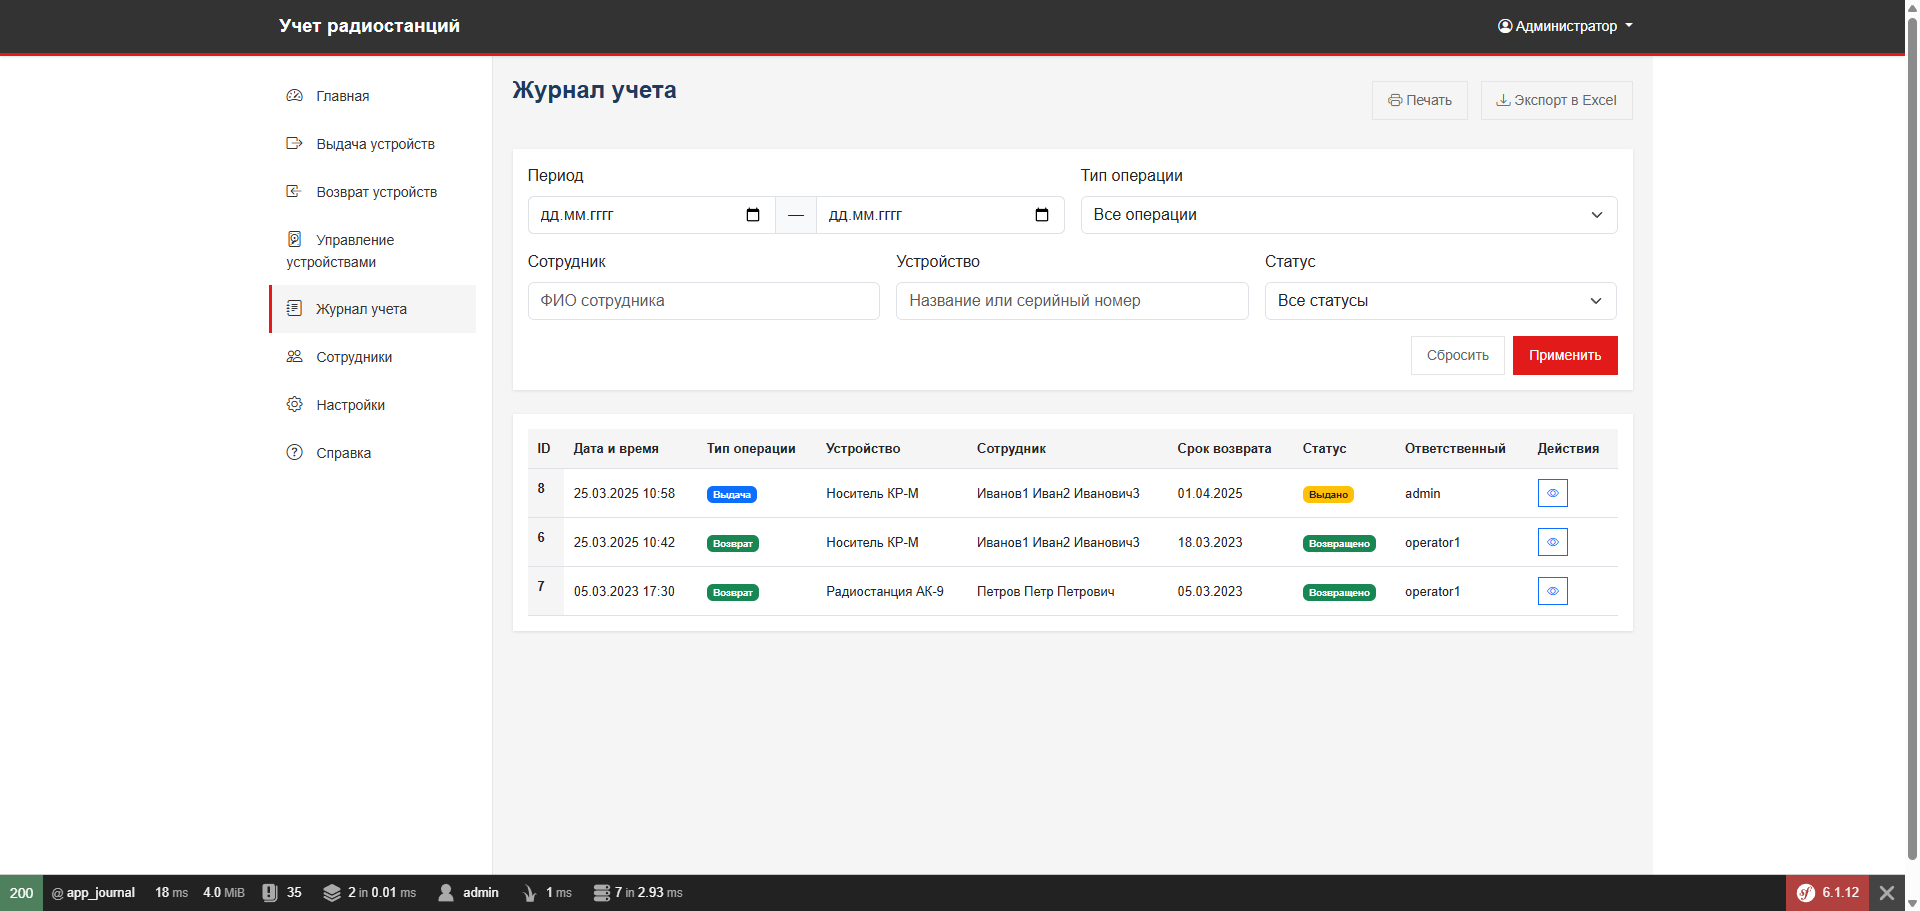 Учет радиостанций
Администратор
Главная
Выдача устройств
Возврат устройств
Управление
устройствами
Журнал учета
Сотрудники
Настройки
Справка
Журнал учета
Печать
Экспорт в Excel
Период
Тип операции
дд.мм.гггг — дд.мм.гггг
Все операции
Сотрудник
Устройство
Статус
ФИО сотрудника
Название или серийный номер
Все статусы
Сбросить
Применить
ID Дата и время Тип операции Устройство Сотрудник Срок возврата Статус Ответственный Действия
8 25.03.2025 10:58 Выдача Носитель КР-М Иванов1 Иван2 Иванович3 01.04.2025 Выдано admin
6 25.03.2025 10:42 Возврат Носитель КР-М Иванов1 Иван2 Иванович3 18.03.2023 Возвращено operator1
7 05.03.2023 17:30 Возврат Радиостанция АК-9 Петров Петр Петрович 05.03.2023 Возвращено operator1
200 @ app_journal 18 ms 4.0 MiB 35 2 in 0.01 ms admin 1 ms 7 in 2.93 ms sf 6.1.12